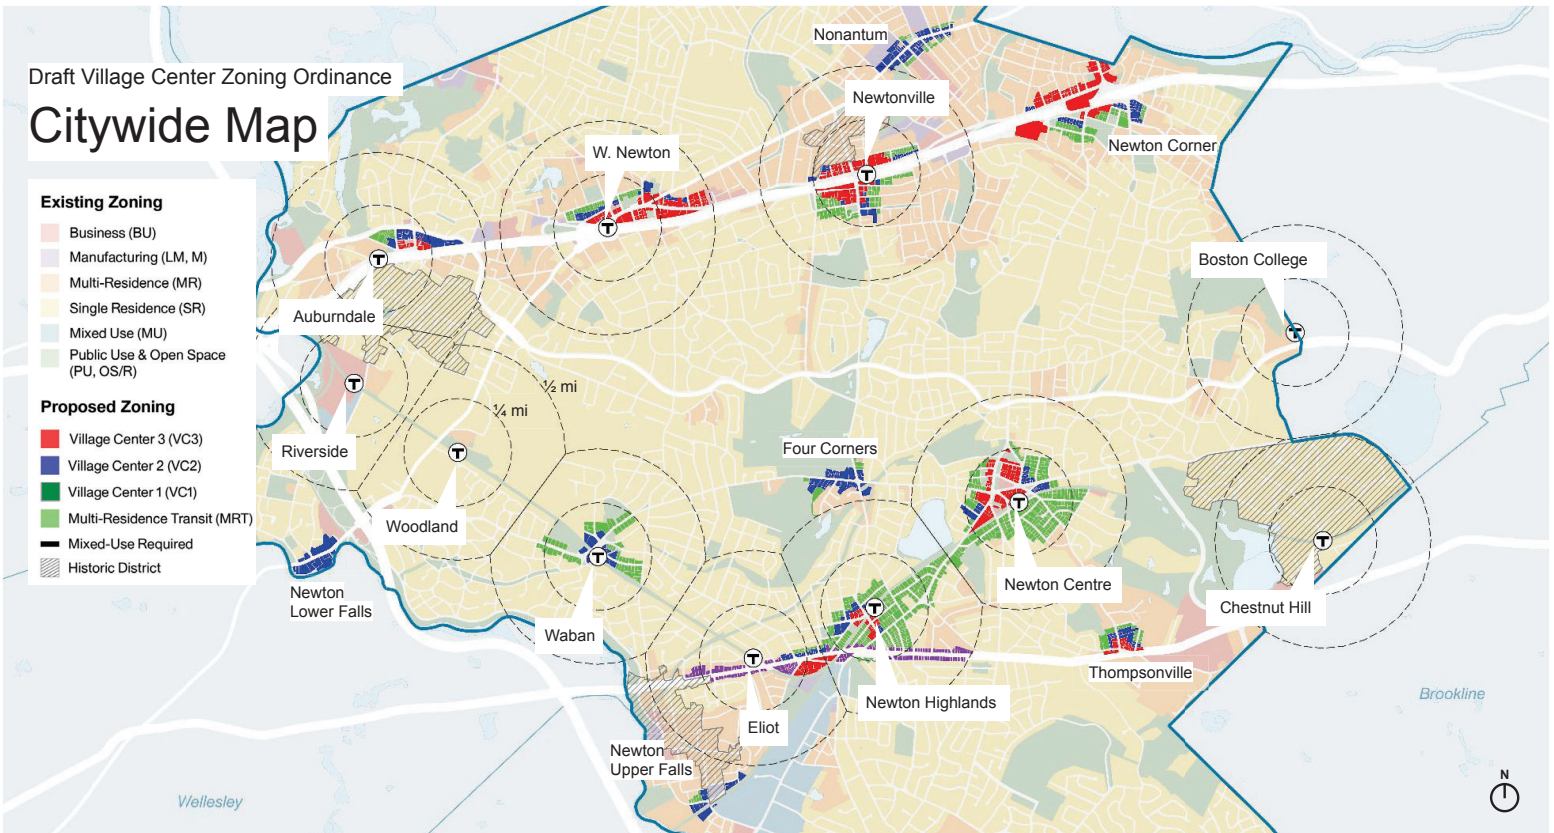 Draft Village Center Zoning Ordinance
Citywide Map
Existing Zoning
Business (BU)
Manufacturing (LM, M)
Multi-Residence (MR)
Single Residence (SR)
Mixed Use (MU)
Public Use & Open Space
(PU, OS/R)
Proposed Zoning
Village Center 3 (VC3)
Village Center 2 (VC2)
Village Center 1 (VC1)
Multi-Residence Transit (MRT)
Mixed-Use Required
Historic District
Nonantum
Newtonville
W. Newton
Newton Corner
Boston College
Auburndale
½ mi
¼ mi
Riverside
Four Corners
Woodland
Newton Centre
Newton
Lower Falls
Waban
Chestnut Hill
Thompsonville
Newton Highlands
Eliot
Newton
Upper Falls
Brookline
Wellesley
N
T
T
T
T
T
T
T
T
T
T
T